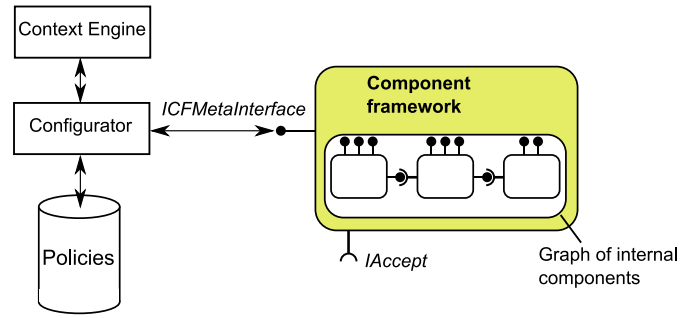 Context Engine
ICFMetaInterface
Configurator
Component
framework
Policies
IAccept
Graph of internal
components